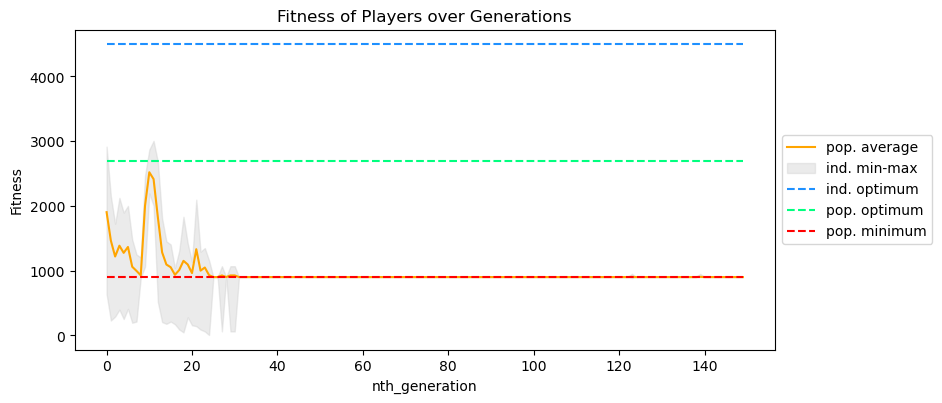 Fitness of Players over Generations
Fitness
4000
3000
2000
1000
0
0 20 40 60 80 100 120 140
nth_generation
pop. average
ind. min-max
ind. optimum
pop. optimum
pop. minimum